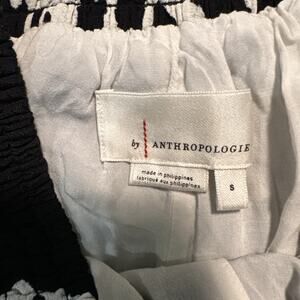 by ANTHROPOLOGIE
made in philippines
fabriqué aux philippines
S